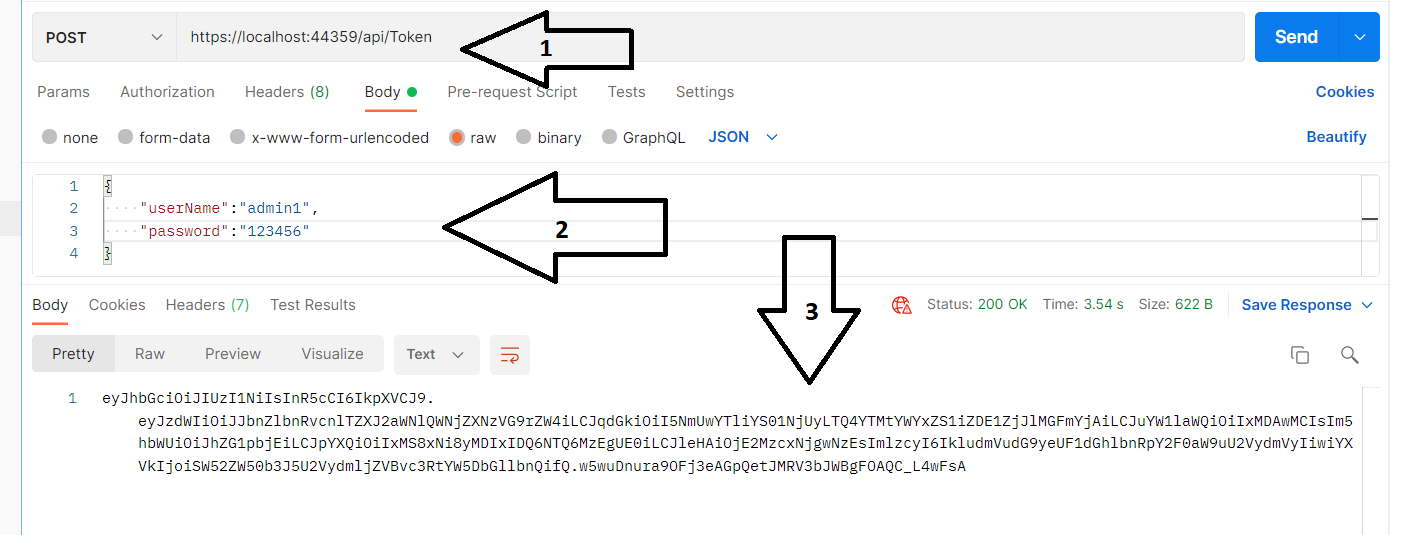 POST https://localhost:44359/api/Token 1 Send
Params Authorization Headers (8) Body Pre-request Script Tests Settings Cookies
none form-data x-www-form-urlencoded raw binary GraphQL JSON Beautify
1 {
2 "userName":"admin1",
3 "password":"123456"
4 }
2
Body Cookies Headers (7) Test Results Status: 200 OK Time: 3.54 s Size: 622 B Save Response
3
Pretty Raw Preview Visualize Text
1 eyJhbGciOiJIUzI1NiIsInR5cCI6IkpXVCJ9.
eyJzdWIiOiJJbnZlbnRvcnlTZXJ2aWNlQWNjZXNzVG9rZW4iLCJqdGkiOiI5NmUwYTliYS01NjUyLTQ4YTMtYWYxZS1iZDE1ZjJlMGFmYjAiLCJuYW1laWQiOiIxMDAwMCIsIm5
hbWUiOiJhZG1pbjEiLCJpYXQiOiIxMS8xNi8yMDIxIDQ6NTQ6MzEgUE0iLCJleHAiOjE2MzcxNjgwNzEsImlzcyI6IkludmVudG9yeUF1dGhlbnRpY2F0aW9uU2VydmVyIiwiYX
VkIjoiSW52ZW50b3J5U2VydmljZVBvc3RtYW5DbGllbnQifQ.w5wuDnura9OFj3eAGpQetJMRV3bJWBgFOAQC_L4wFsA